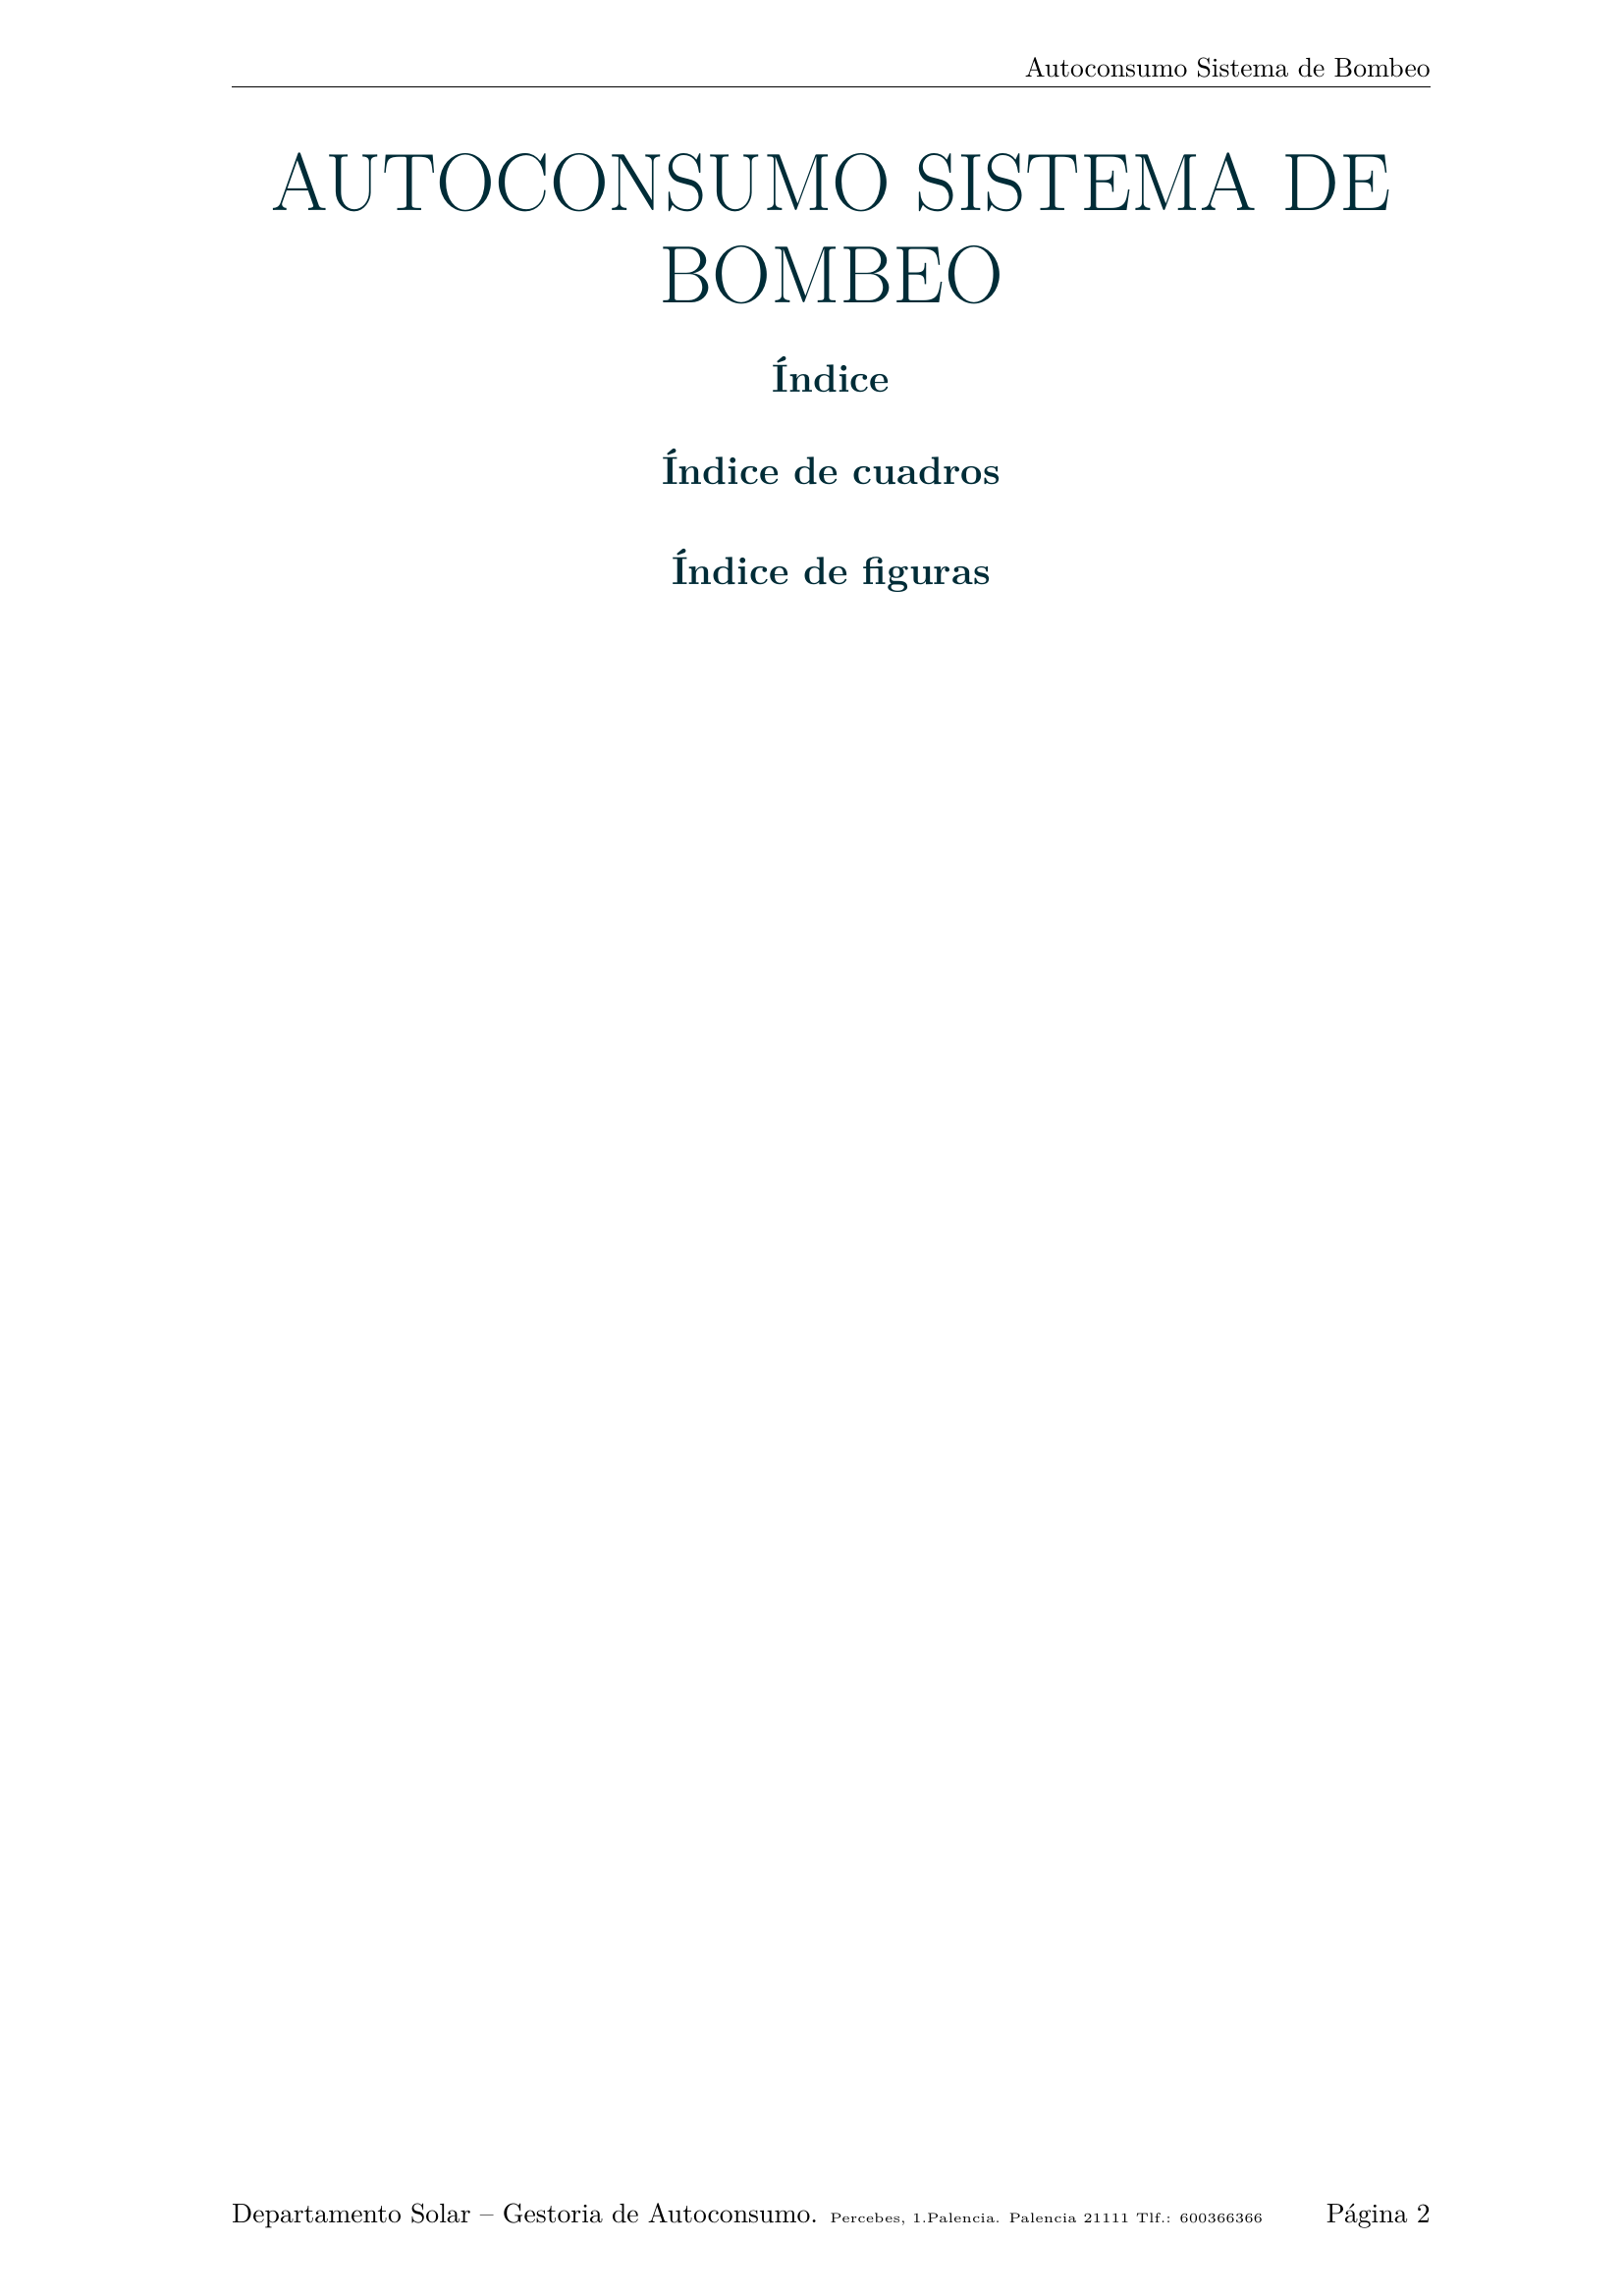 Autoconsumo Sistema de Bombeo
AUTOCONSUMO SISTEMA DE
BOMBEO
Índice
Índice de cuadros
Índice de figuras
Departamento Solar – Gestoria de Autoconsumo. Percebes, 1.Palencia. Palencia 21111 Tlf.: 600366366 Página 2